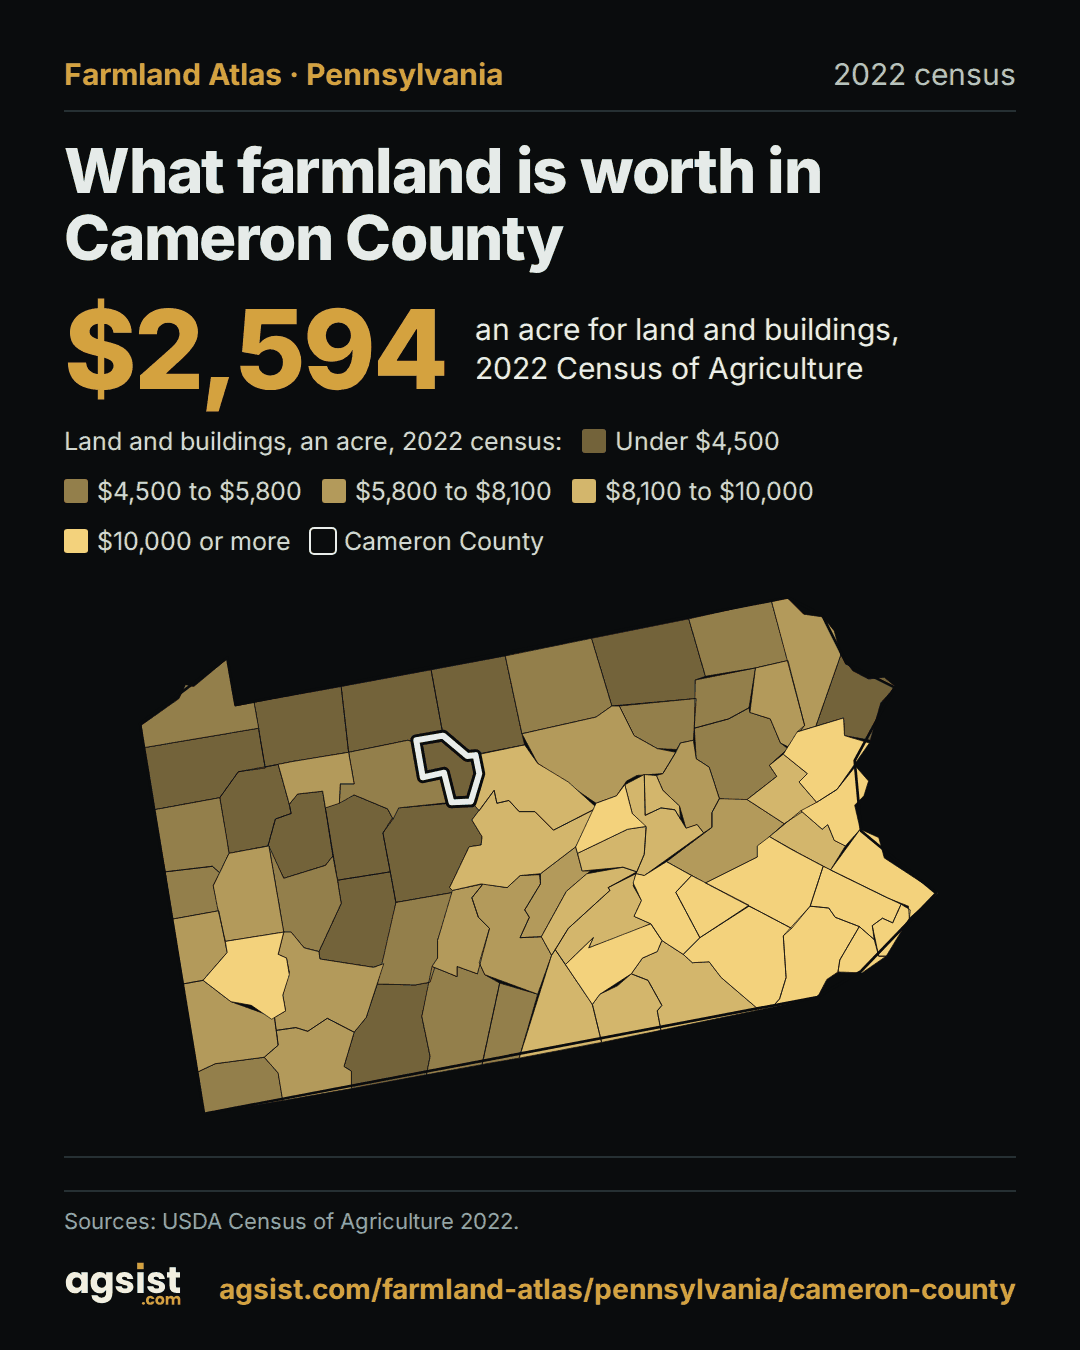 Farmland Atlas · Pennsylvania
2022 census
What farmland is worth in
Cameron County
$2,594
an acre for land and buildings,
2022 Census of Agriculture
Land and buildings, an acre, 2022 census: Under $4,500
$4,500 to $5,800 $5,800 to $8,100 $8,100 to $10,000
$10,000 or more Cameron County
Sources: USDA Census of Agriculture 2022.
agsist
.com
agsist.com/farmland-atlas/pennsylvania/cameron-county